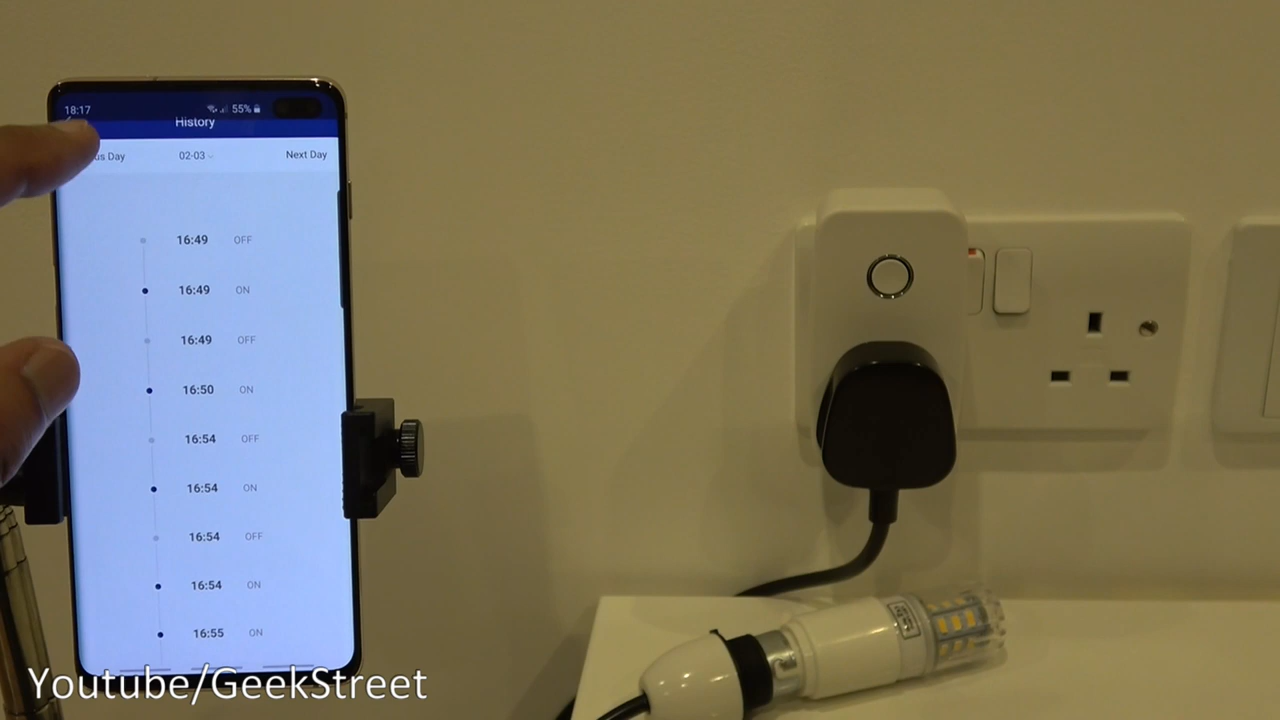 18:17 55%
History
us Day 02-03 Next Day
16:49 OFF
16:49 ON
16:49 OFF
16:50 ON
16:54 OFF
16:54 ON
16:54 OFF
16:54 ON
16:55 ON
Youtube/GeekStreet